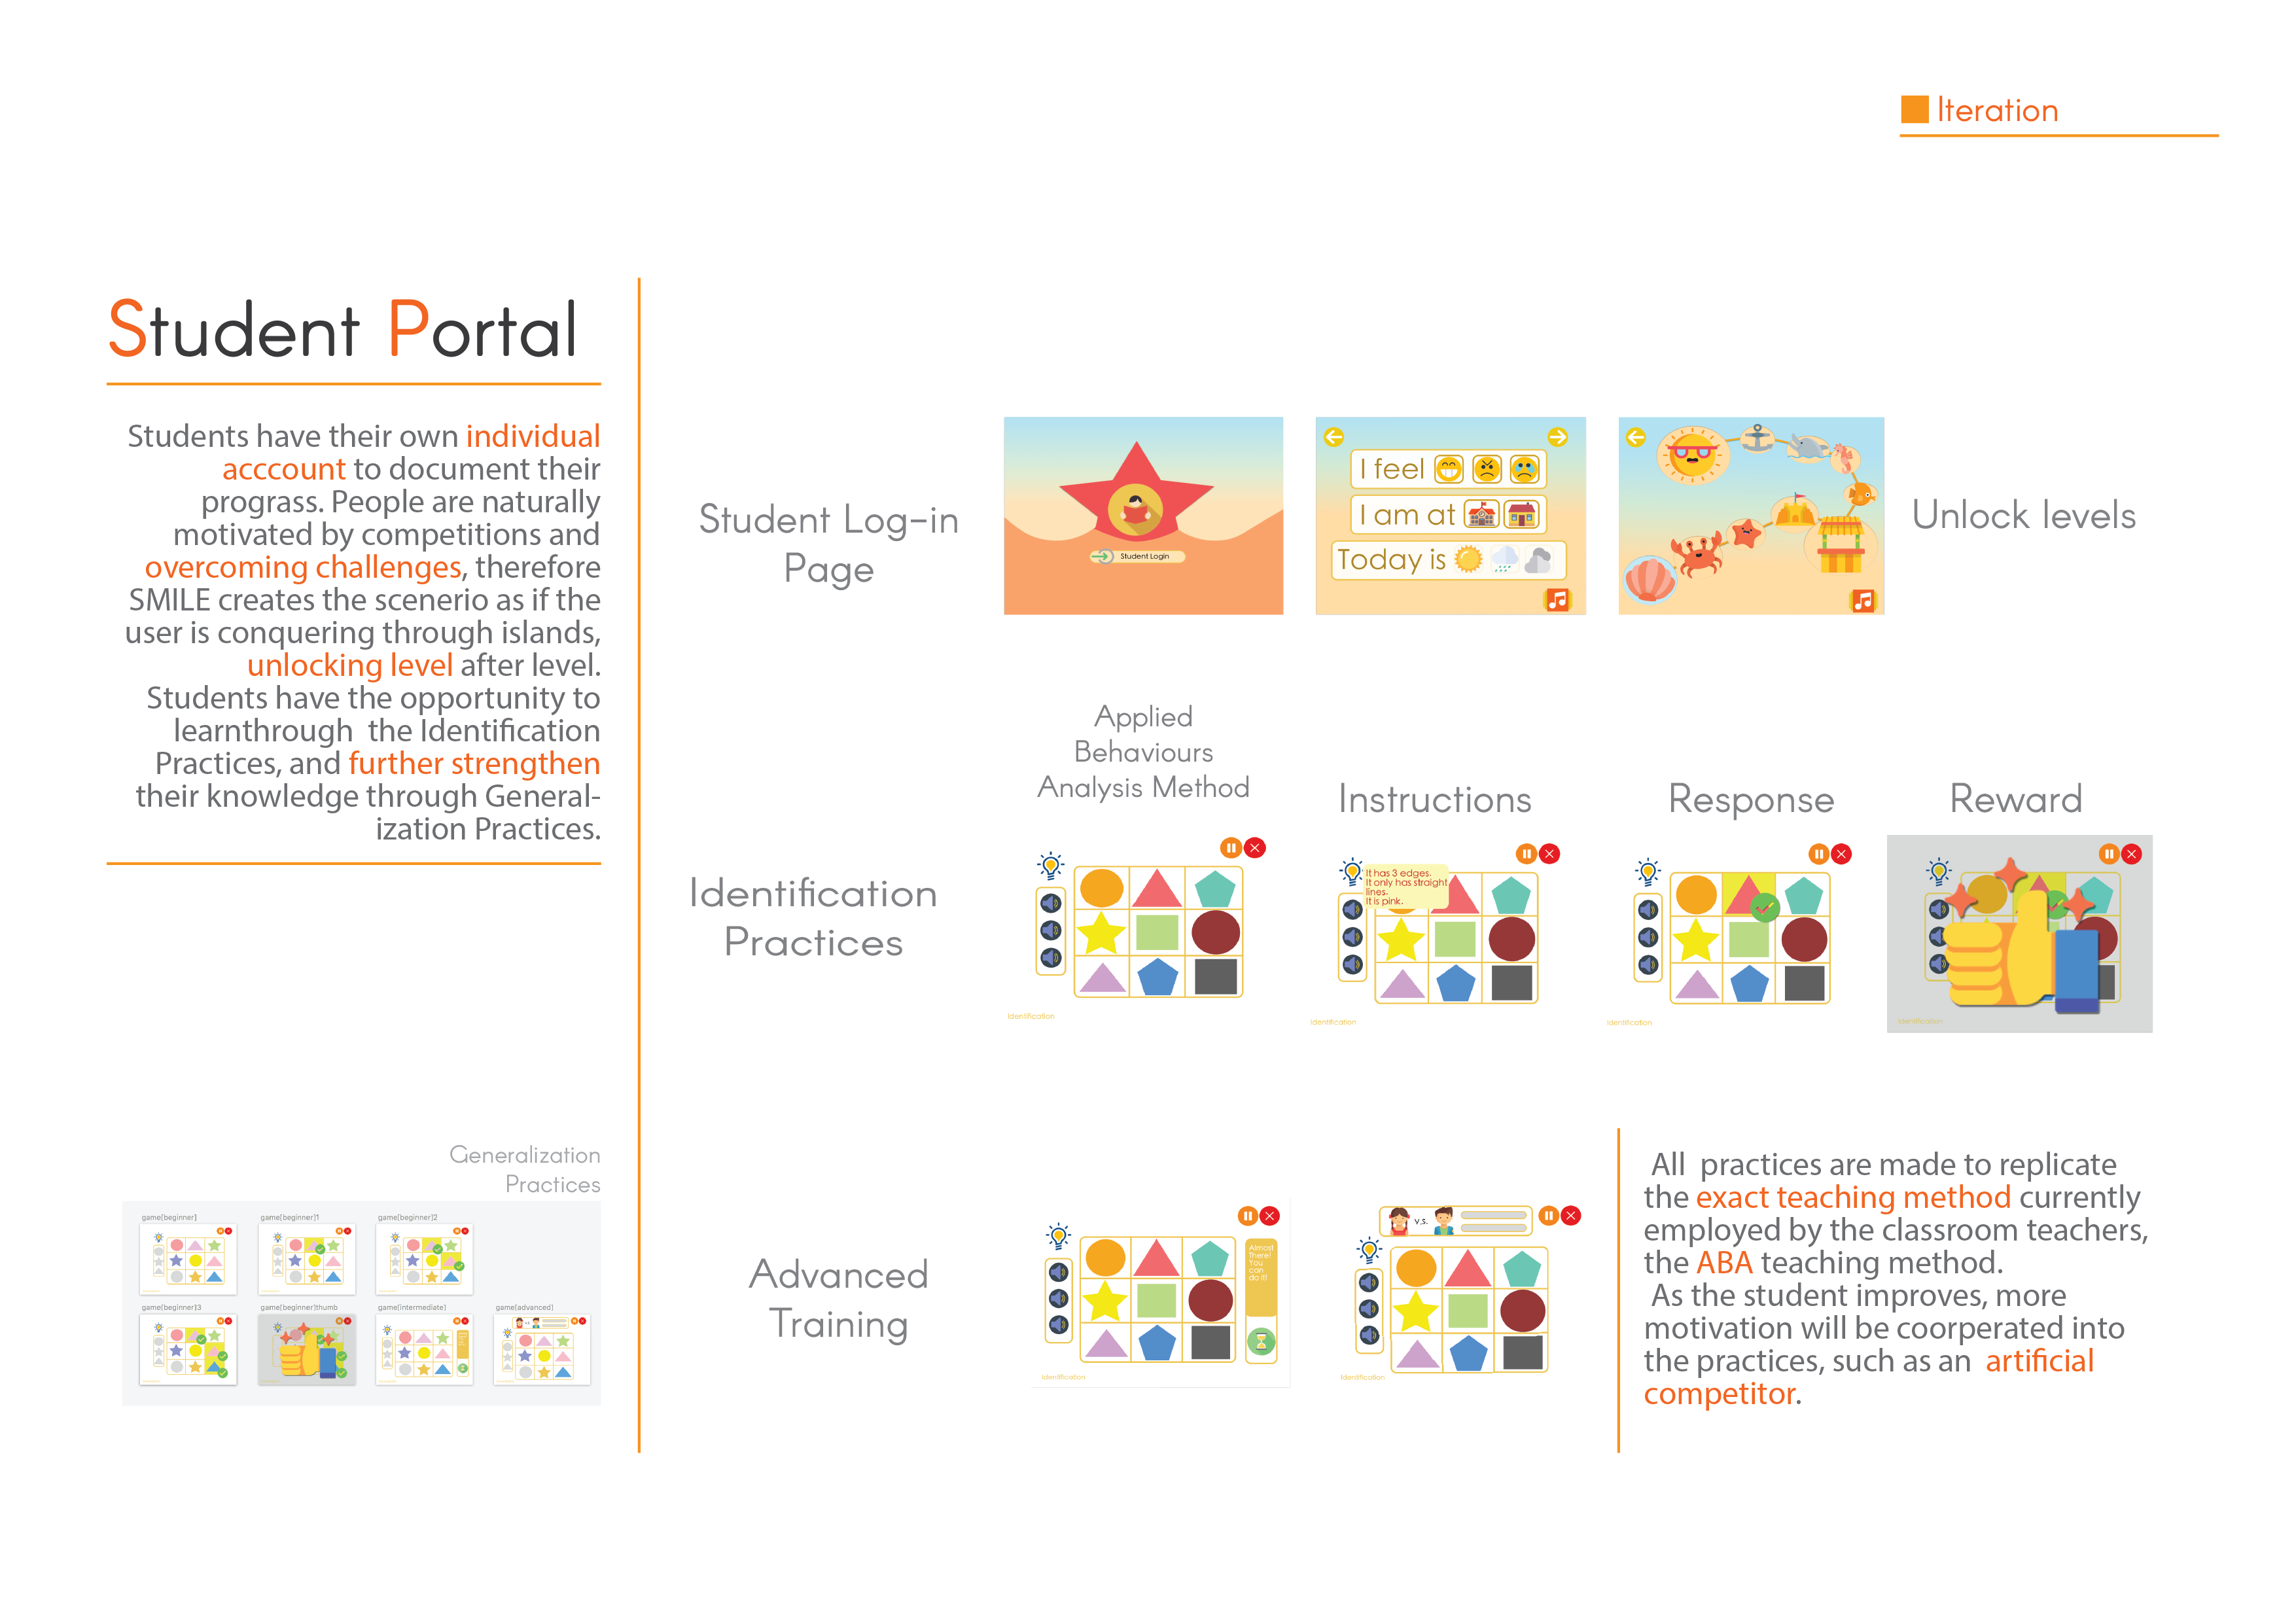 Iteration
Student Portal
Students have their own individual
acccount to document their
prograss. People are naturally
motivated by competitions and
overcoming challenges, therefore
SMILE creates the scenerio as if the
user is conquering through islands,
unlocking level after level.
Students have the opportunity to
learnthrough  the Identification
Practices, and further strengthen
their knowledge through General-
ization Practices.
Generalization
Practices
game(beginner)
game(beginner)1
game(beginner)2
game(beginner)3
game(beginner)thumb
game(intermediate)
game(advanced)
Student Log-in
Page
Student Login
I feel
I am at
Today is
Unlock levels
Applied
Behaviours
Analysis Method
Instructions
Response
Reward
Identification
Practices
It has 3 edges.
It only has straight
lines.
It is pink.
Identification
Identification
Identification
Identification
Advanced
Training
Almost
There!
You
can
do it!
Identification
v.s.
Identification
All  practices are made to replicate
the exact teaching method currently
employed by the classroom teachers,
the ABA teaching method.
As the student improves, more
motivation will be coorperated into
the practices, such as an  artificial
competitor.